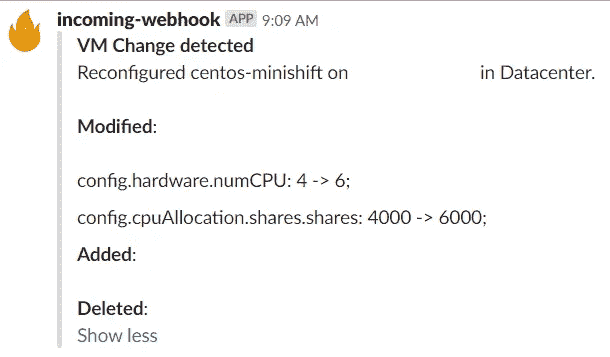 incoming-webhook APP 9:09 AM
VM Change detected
Reconfigured centos-minishift on in Datacenter.
Modified:
config.hardware.numCPU: 4 -> 6;
config.cpuAllocation.shares.shares: 4000 -> 6000;
Added:
Deleted:
Show less